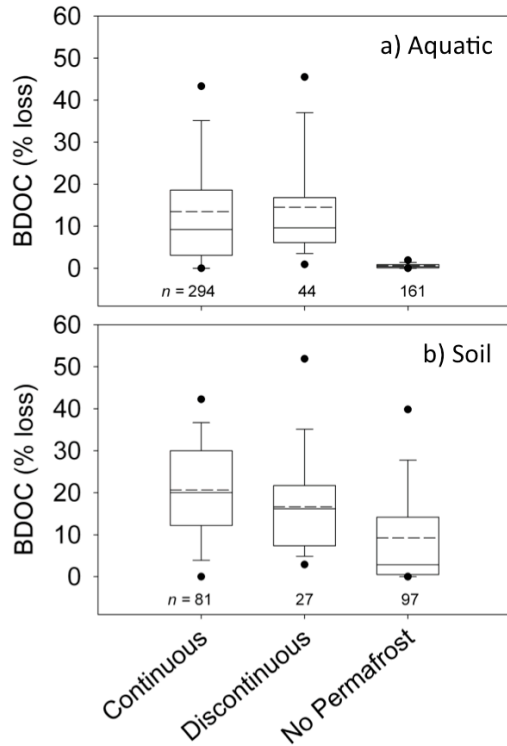 a) Aquatic
60
50
40
30
20
10
0
BDOC (% loss)
n = 294 44 161
b) Soil
60
50
40
30
20
10
0
BDOC (% loss)
n = 81 27 97
Continuous
Discontinuous
No Permafrost